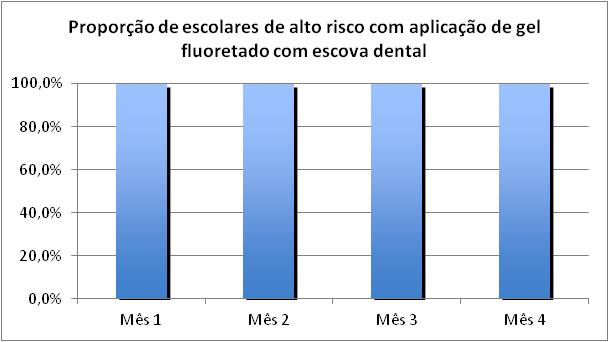 Proporção de escolares de alto risco com aplicação de gel
fluoretado com escova dental
100,0%
80,0%
60,0%
40,0%
20,0%
0,0%
Mês 1 Mês 2 Mês 3 Mês 4